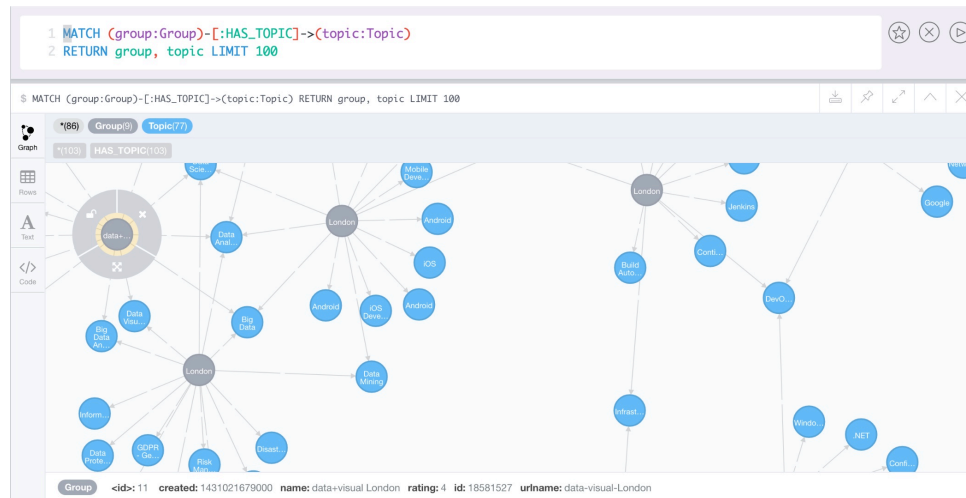 1 MATCH (group:Group)-[:HAS_TOPIC]->(topic:Topic)
2 RETURN group, topic LIMIT 100
$ MATCH (group:Group)-[:HAS_TOPIC]->(topic:Topic) RETURN group, topic LIMIT 100
Graph
Rows
A
Text
</>
Code
*(86) Group(9) Topic(77)
*(103) HAS_TOPIC(103)
Scie...
Mobile
Deve...
London
Android
data+...
Data
Anal...
iOS
Android
iOS
Deve...
Android
Data
Visu...
Big
Data
Big
Data
An...
London
Data
Mining
Inform...
Data
Prote...
GDPR
- Ge...
Risk
Man...
Disast...
London
Jenkins
Google
Conti...
Build
Auto...
DevO...
Infrast...
Windo...
.NET
Confi...
Group <id>: 11 created: 1431021679000 name: data+visual London rating: 4 id: 18581527 urlname: data-visual-London